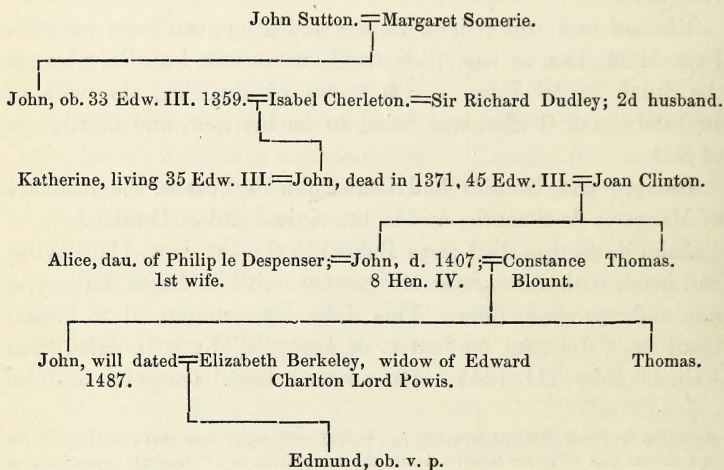 John Sutton.=Margaret Somerie.
John, ob. 33 Edw. III. 1359.=Isabel Cherleton.=Sir Richard Dudley; 2d husband.
Katherine, living 35 Edw. III.=John, dead in 1371, 45 Edw. III.=Joan Clinton.
Alice, dau. of Philip le Despenser;=John, d. 1407;=Constance Thomas.
1st wife. 8 Hen. IV. Blount.
John, will dated=Elizabeth Berkeley, widow of Edward Thomas.
1487. Charlton Lord Powis.
Edmund, ob. v. p.